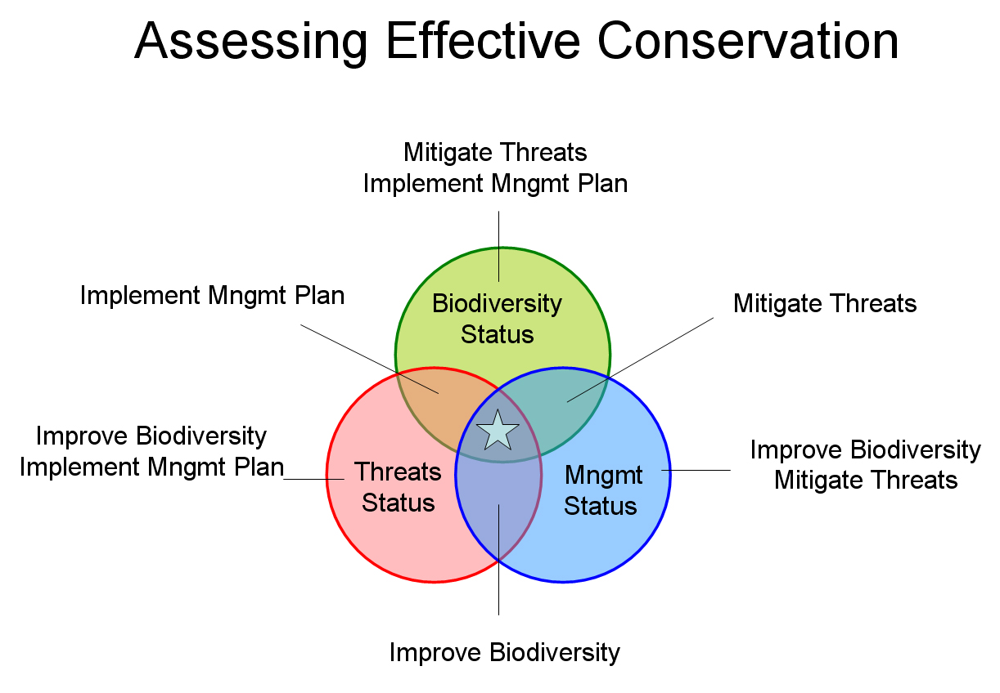 Assessing Effective Conservation
Mitigate Threats
Implement Mngmt Plan
Implement Mngmt Plan
Biodiversity
Status
Mitigate Threats
Improve Biodiversity
Implement Mngmt Plan
Threats
Status
Mngmt
Status
Improve Biodiversity
Mitigate Threats
Improve Biodiversity